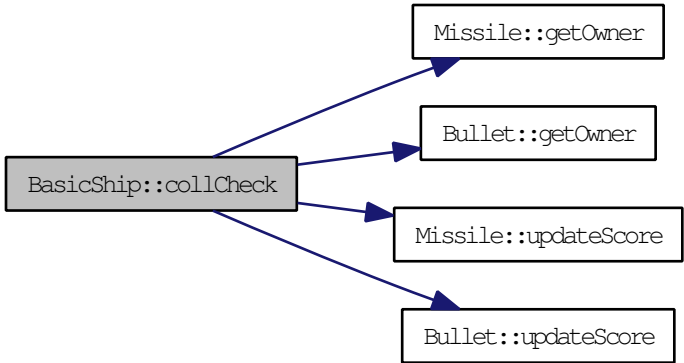 Missile::getOwner
Bullet::getOwner
BasicShip::collCheck
Missile::updateScore
Bullet::updateScore